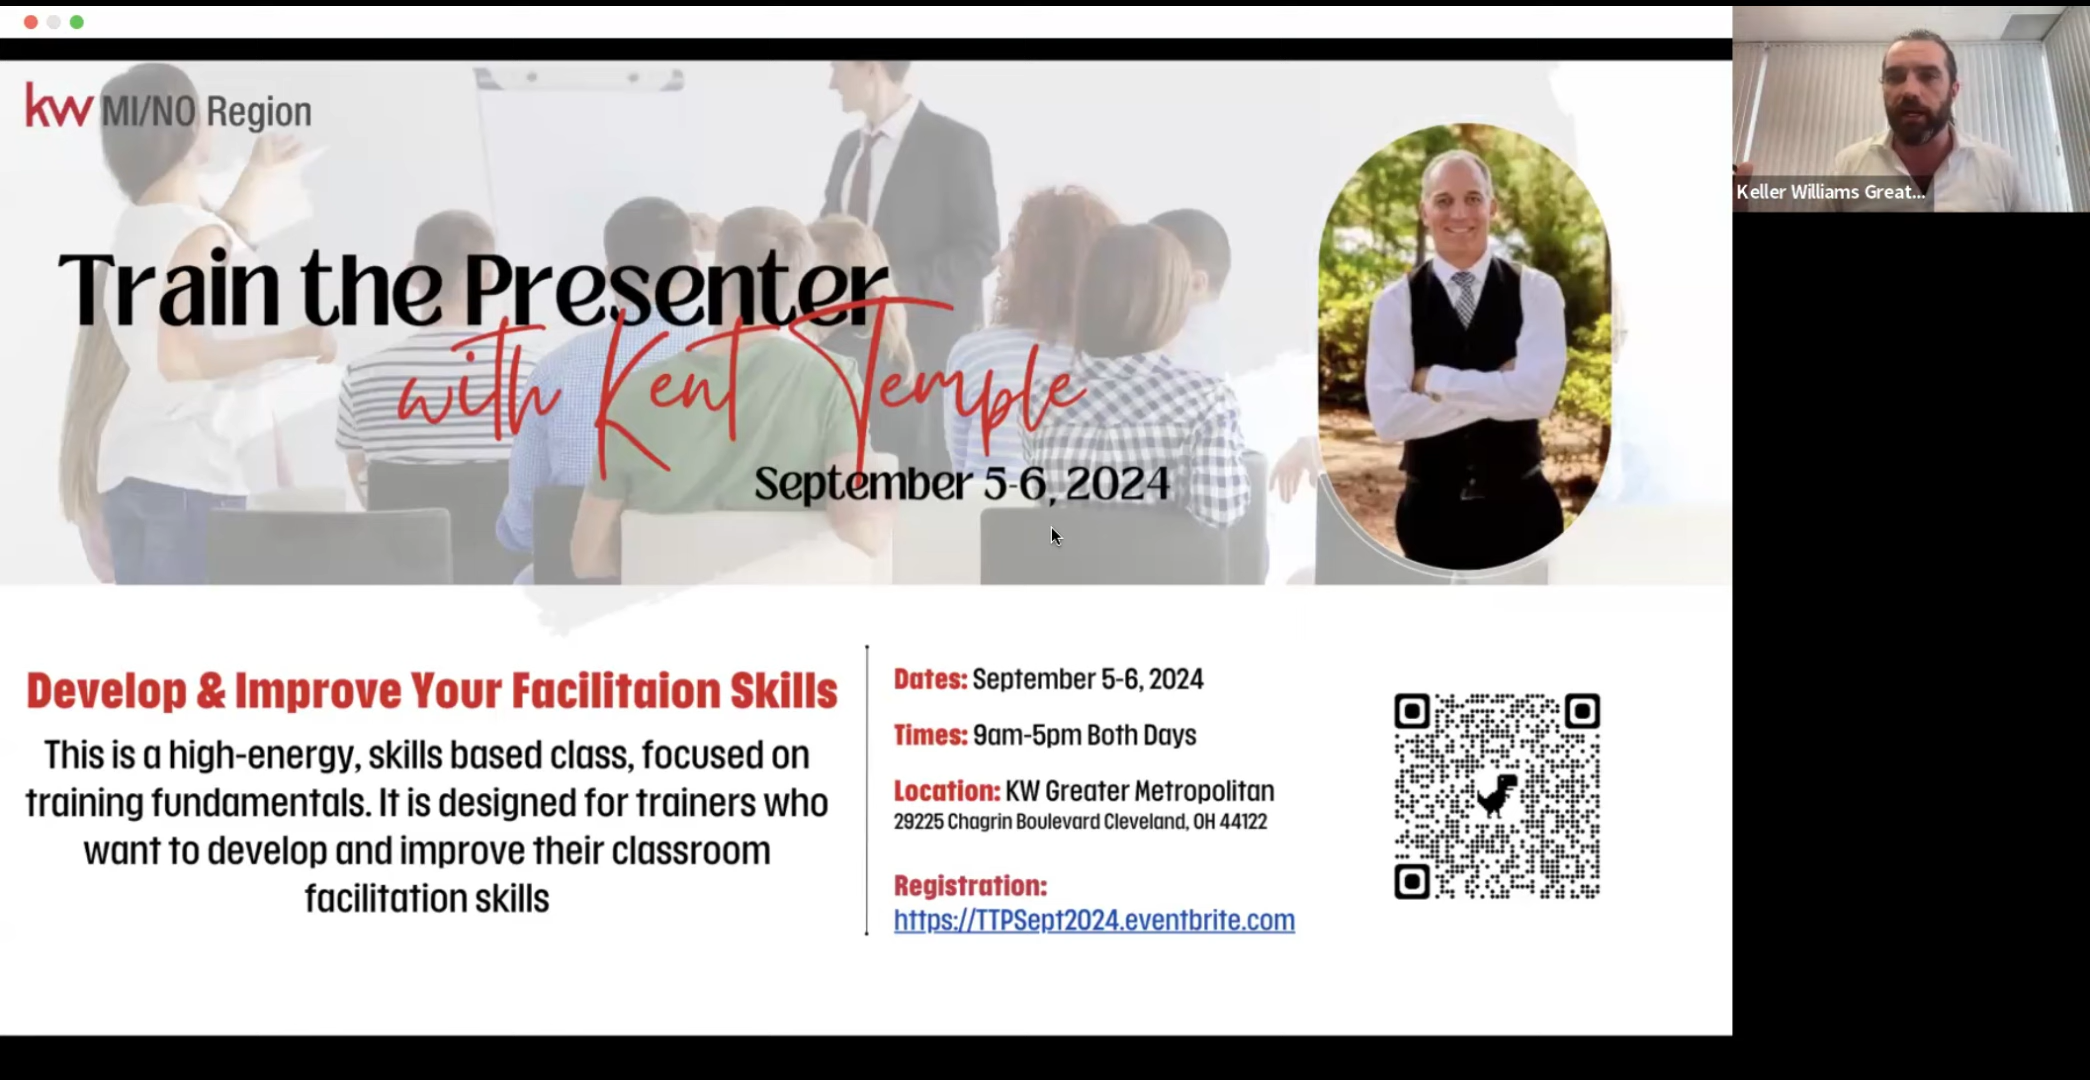 kw MI/NO Region
Keller Williams Great...
Train the Presenter
with Kent Temple
September 5-6, 2024
Develop & Improve Your Facilitaion Skills
This is a high-energy, skills based class, focused on
training fundamentals. It is designed for trainers who
want to develop and improve their classroom
facilitation skills
Dates: September 5-6, 2024
Times: 9am-5pm Both Days
Location: KW Greater Metropolitan
29225 Chagrin Boulevard Cleveland, OH 44122
Registration:
https://TTPSept2024.eventbrite.com